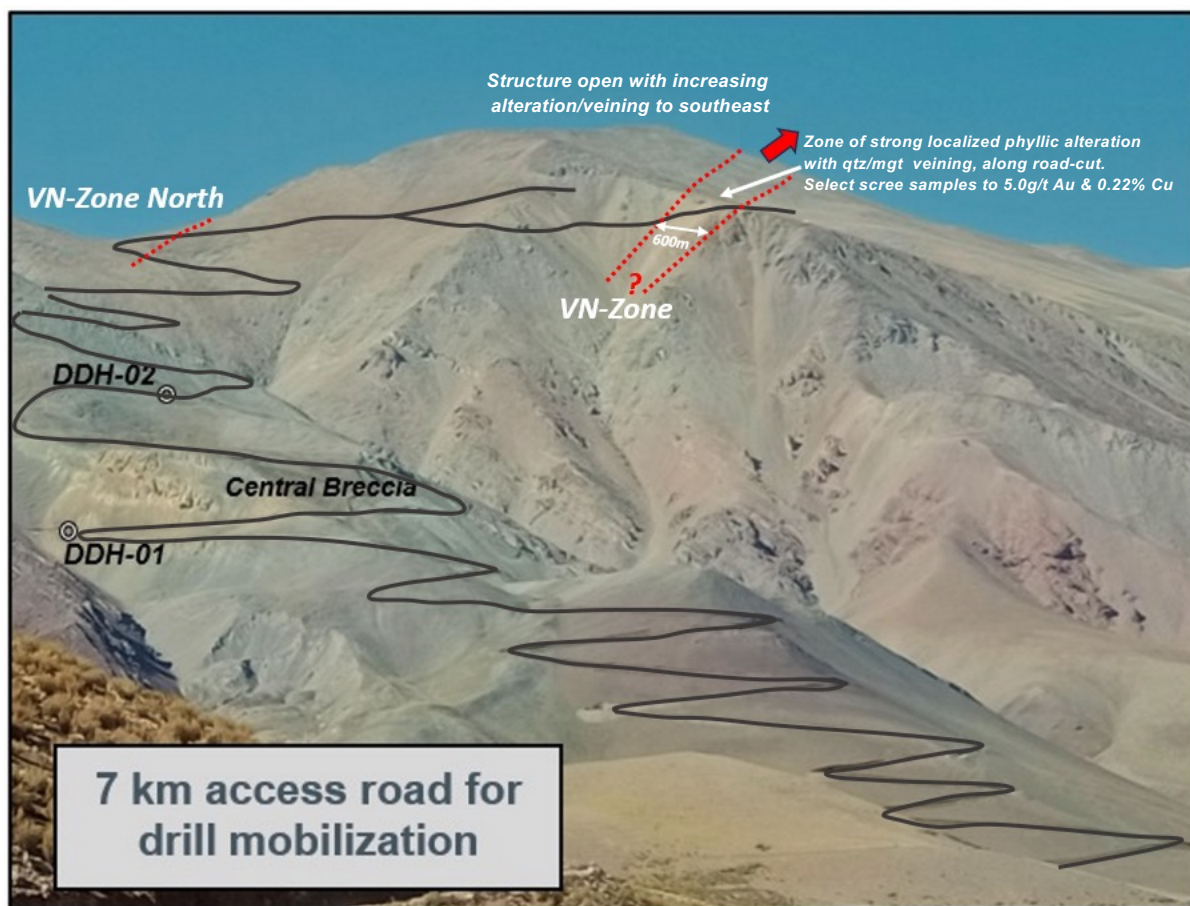 Structure open with increasing
alteration/veining to southeast
Zone of strong localized phyllic alteration
with qtz/mgt veining, along road-cut.
Select scree samples to 5.0g/t Au & 0.22% Cu
VN-Zone North
600m
?
VN-Zone
DDH-02
Central Breccia
DDH-01
7 km access road for
drill mobilization